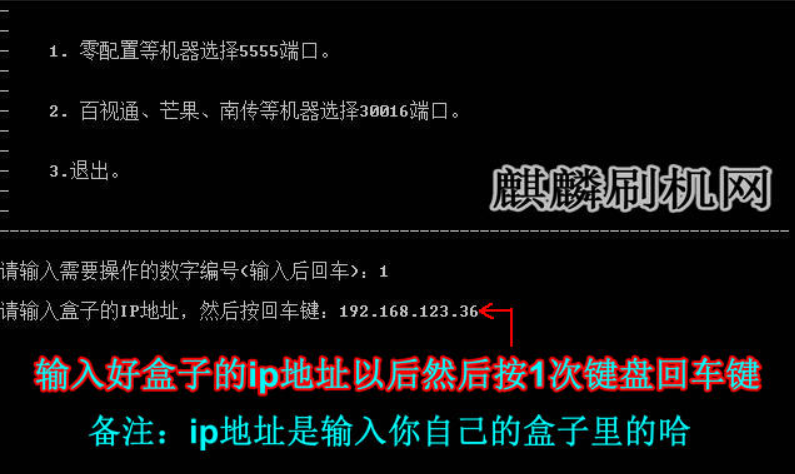 1. 零配置等机器选择5555端口。
2. 百视通、芒果、南传等机器选择30016端口。
3.退出。
麒麟刷机网
请输入需要操作的数字编号(输入后回车): 1
请输入盒子的IP地址, 然后按回车键: 192.168.123.36
输入好盒子的ip地址以后然后按1次键盘回车键
备注: ip地址是输入你自己的盒子里的哈